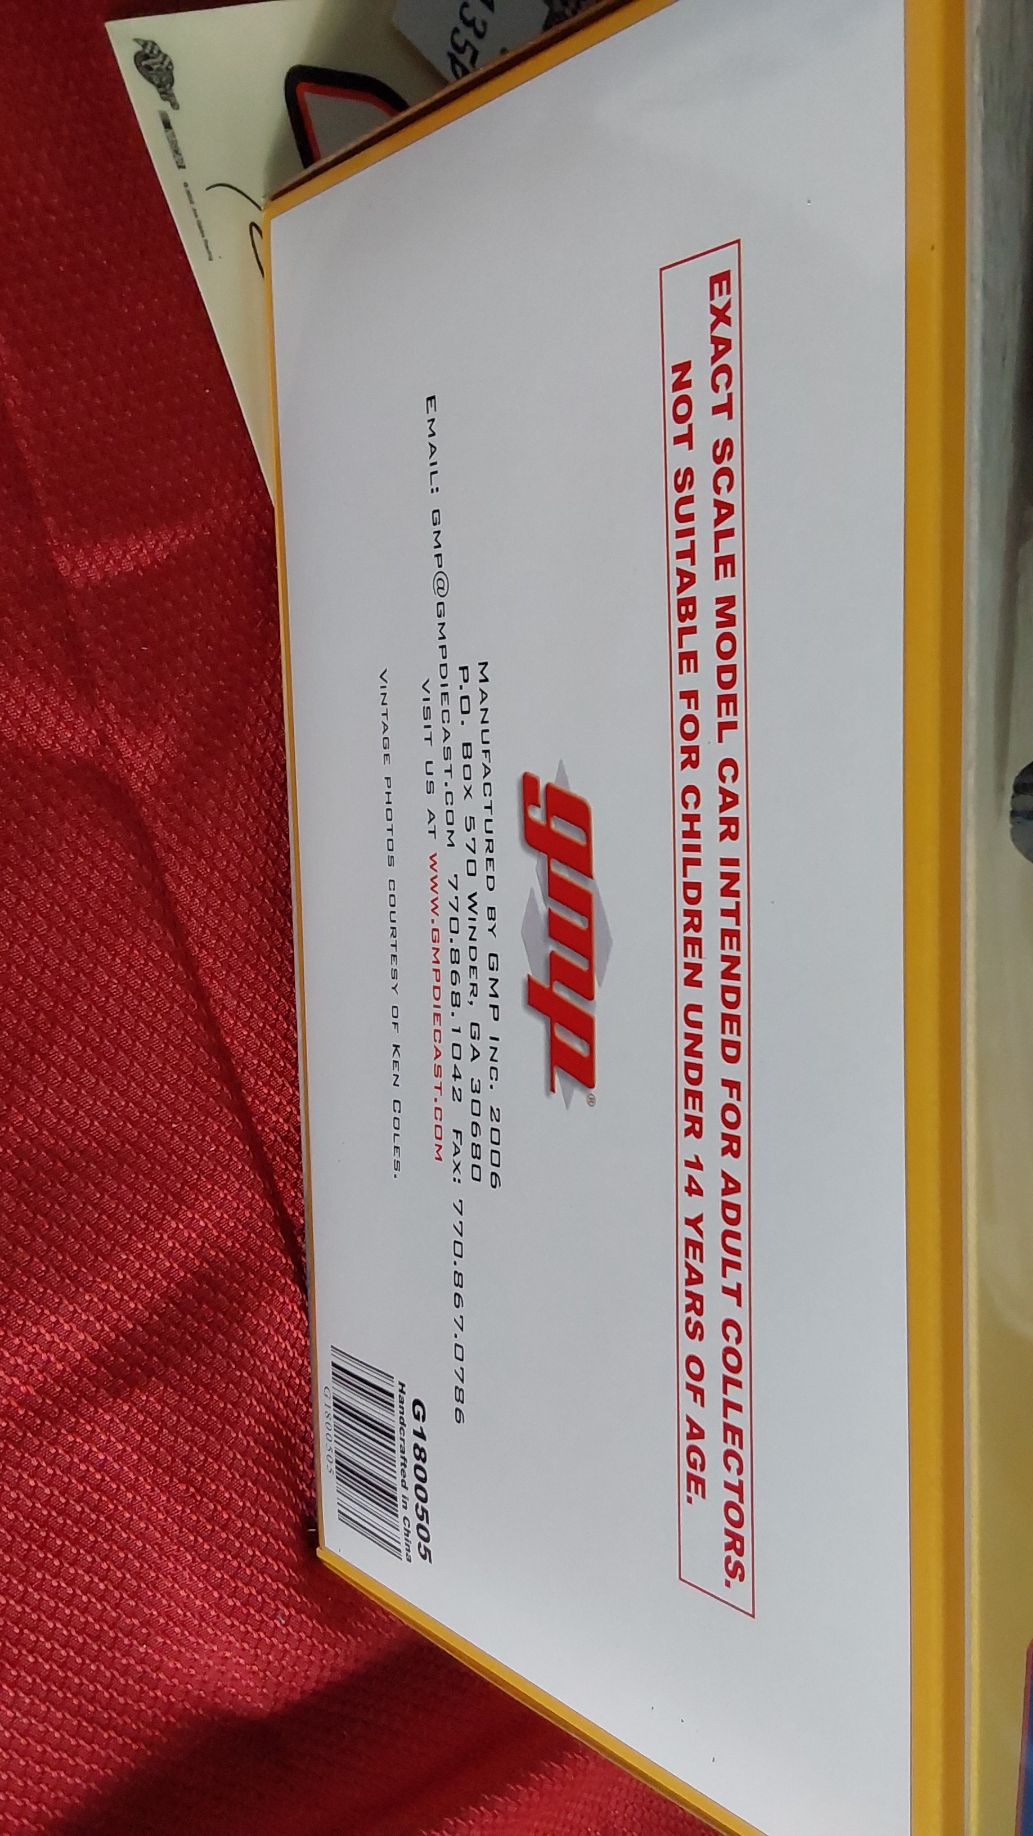 EXACT SCALE MODEL CAR INTENDED FOR ADULT COLLECTORS.
NOT SUITABLE FOR CHILDREN UNDER 14 YEARS OF AGE.
gmp®
MANUFACTURED BY GMP INC. 2006
P.O. BOX 570 WINDER, GA 30680
EMAIL: GMP@GMPDIECAST.COM 770.868.1042 FAX: 770.867.0786
VISIT US AT WWW.GMPDIECAST.COM
VINTAGE PHOTOS COURTESY OF KEN COLES.
G1800505
Handcrafted in China
G1800505